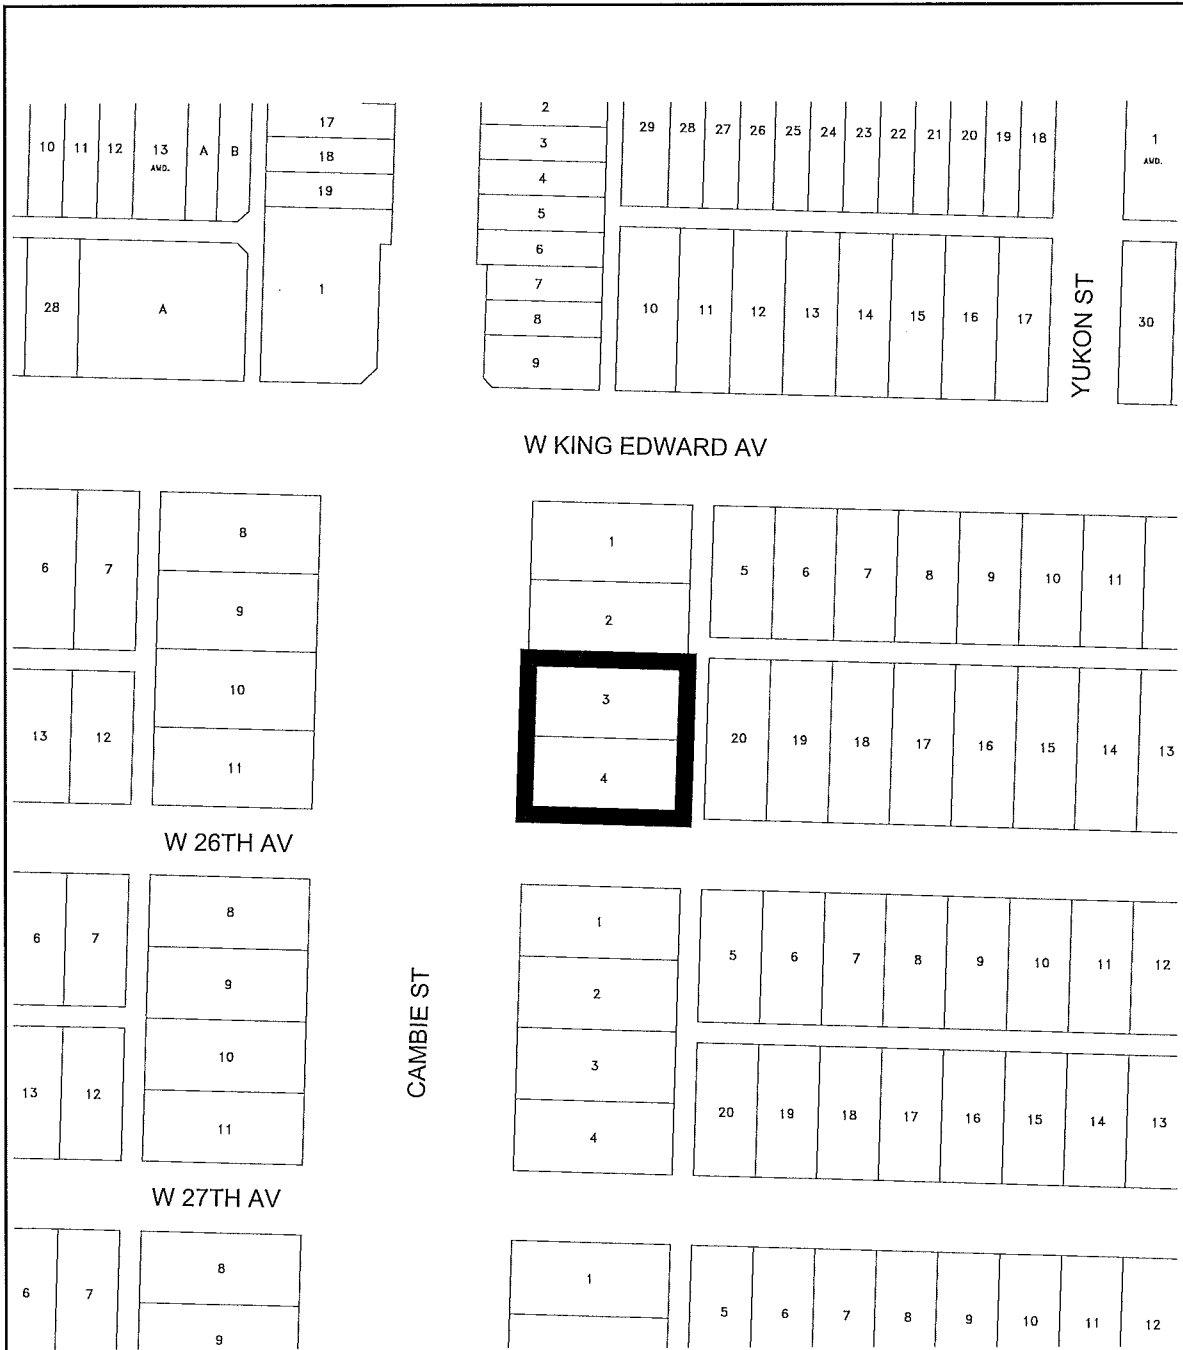 2
17
29 28 27 26 25 24 23 22 21 20 19 18
1
AMD.
10 11 12 13 A B
AMD.
3
18
4
19
5
6
7
1
28 A
8
10 11 12 13 14 15 16 17
YUKON ST
30
9
W KING EDWARD AV
8
1
6 7
5 6 7 8 9 10 11
9
2
10
3
13 12
20 19 18 17 16 15 14 13
11
4
W 26TH AV
8
1
6 7
5 6 7 8 9 10 11 12
9
2
CAMBIE ST
10
3
13 12
20 19 18 17 16 15 14 13
11
4
W 27TH AV
8
1
6 7
5 6 7 8 9 10 11 12
9